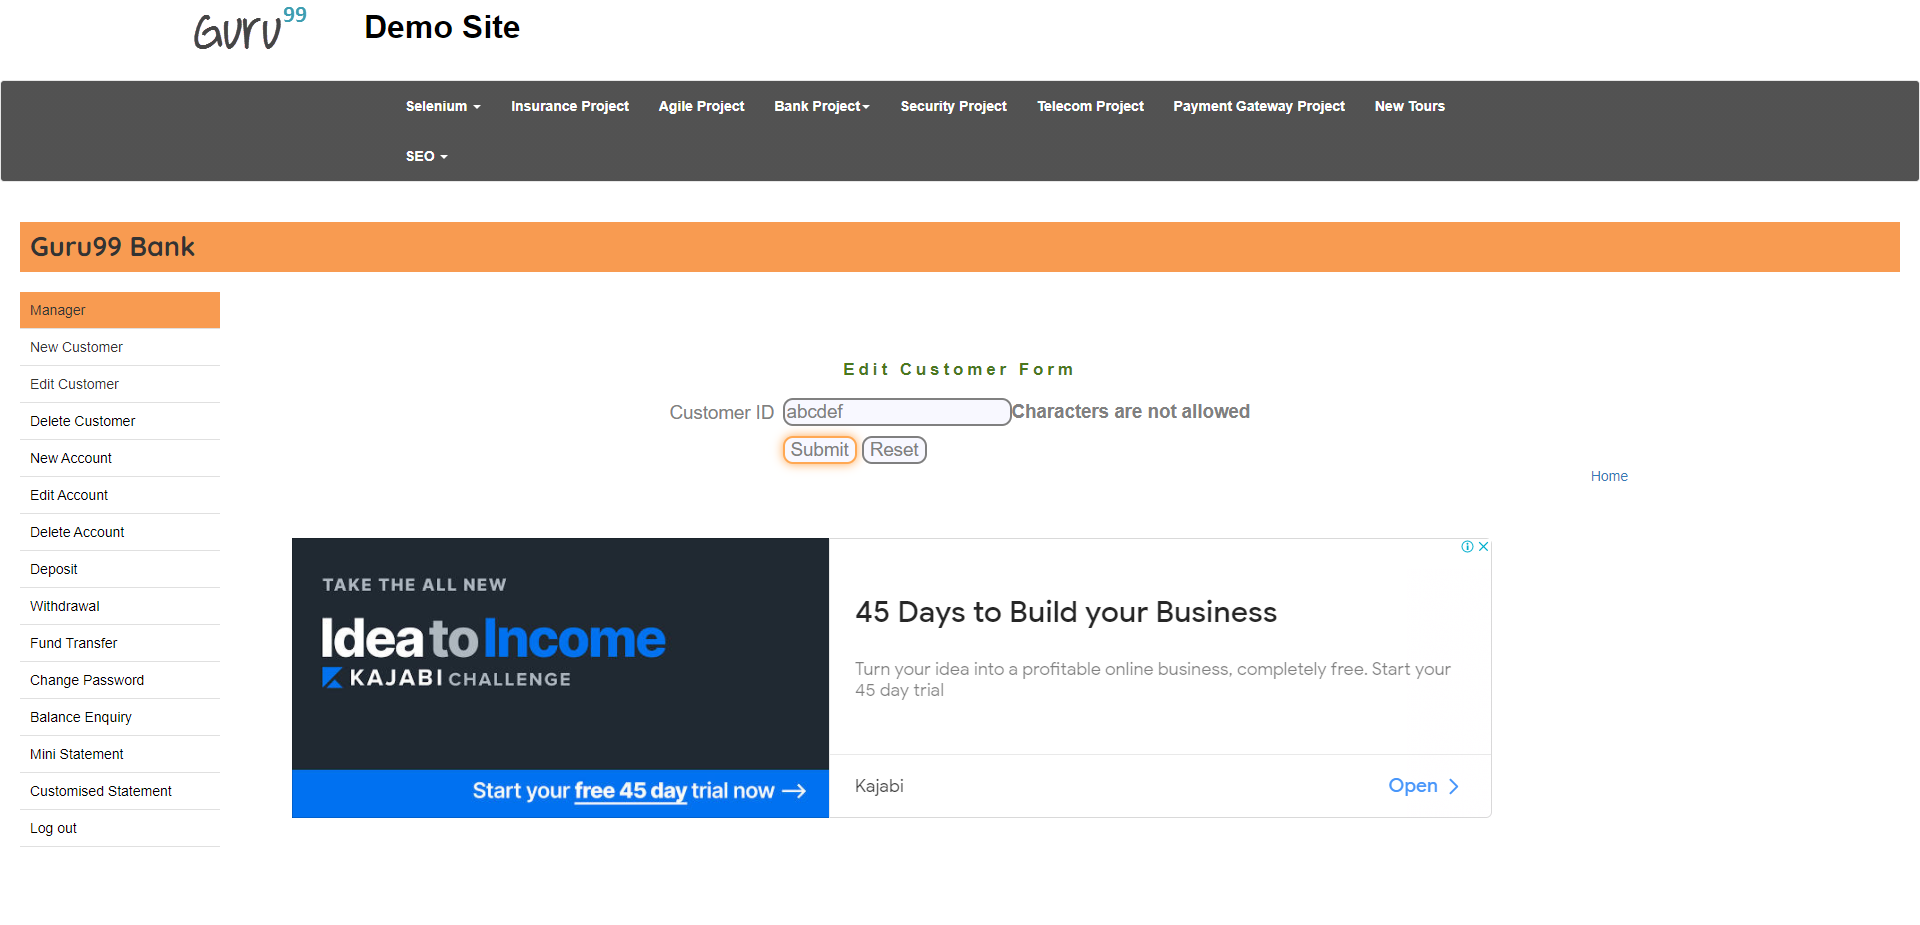 Guru99
Demo Site
Selenium Insurance Project Agile Project Bank Project Security Project Telecom Project Payment Gateway Project New Tours
SEO
Guru99 Bank
Manager
New Customer
Edit Customer
Delete Customer
New Account
Edit Account
Delete Account
Deposit
Withdrawal
Fund Transfer
Change Password
Balance Enquiry
Mini Statement
Customised Statement
Log out
Edit Customer Form
Customer ID abcdef Characters are not allowed
Submit Reset
Home
TAKE THE ALL NEW
Idea to Income
KAJABI CHALLENGE
Start your free 45 day trial now →
45 Days to Build your Business
Turn your idea into a profitable online business, completely free. Start your
45 day trial
Kajabi
Open